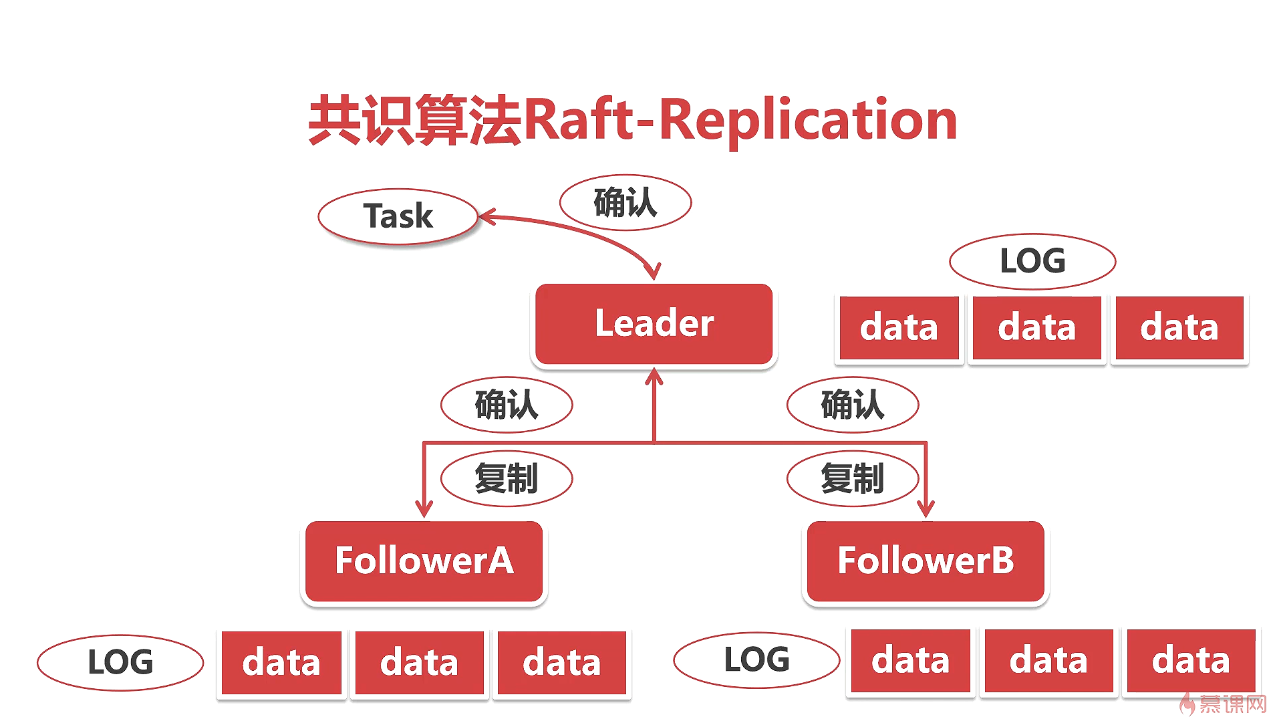 共识算法Raft-Replication
Task
确认
LOG
Leader
data data data
确认
确认
复制
复制
FollowerA
FollowerB
LOG
data data data
LOG
data data data
慕课网